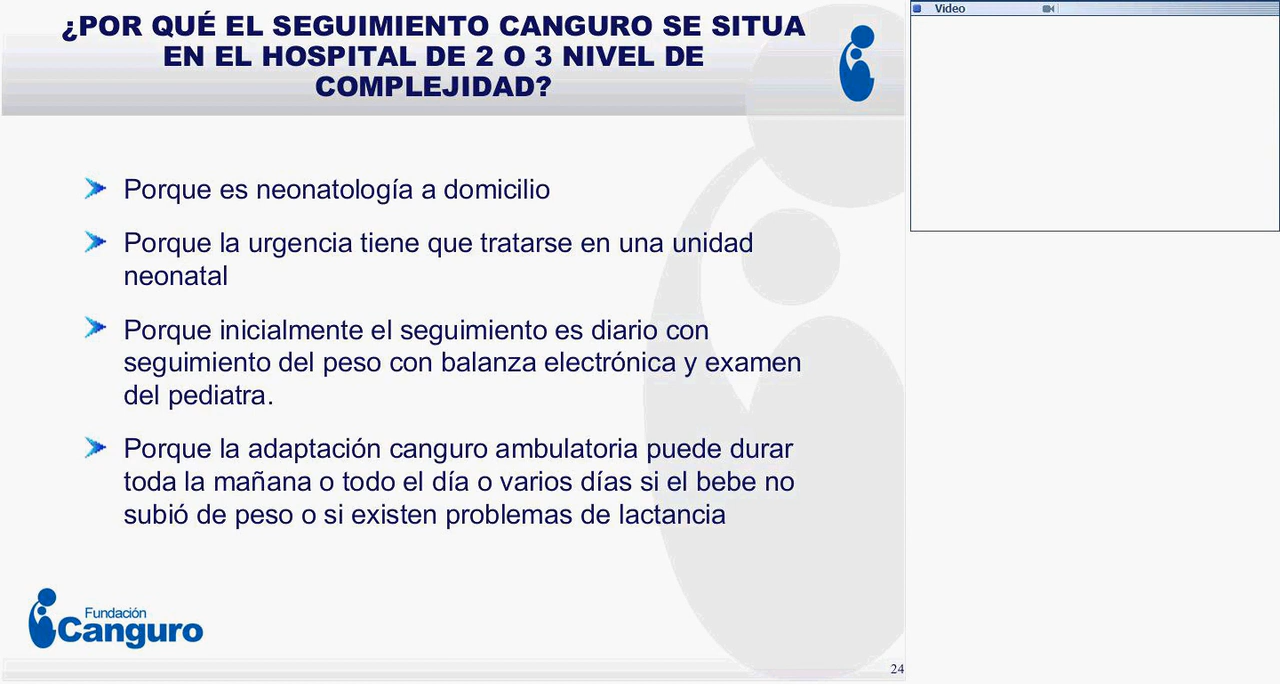 ¿POR QUÉ EL SEGUIMIENTO CANGURO SE SITUA
EN EL HOSPITAL DE 2 O 3 NIVEL DE
COMPLEJIDAD?
Video
Porque es neonatología a domicilio
Porque la urgencia tiene que tratarse en una unidad
neonatal
Porque inicialmente el seguimiento es diario con
seguimiento del peso con balanza electrónica y examen
del pediatra.
Porque la adaptación canguro ambulatoria puede durar
toda la mañana o todo el día o varios días si el bebe no
subió de peso o si existen problemas de lactancia
Fundación
Canguro
24